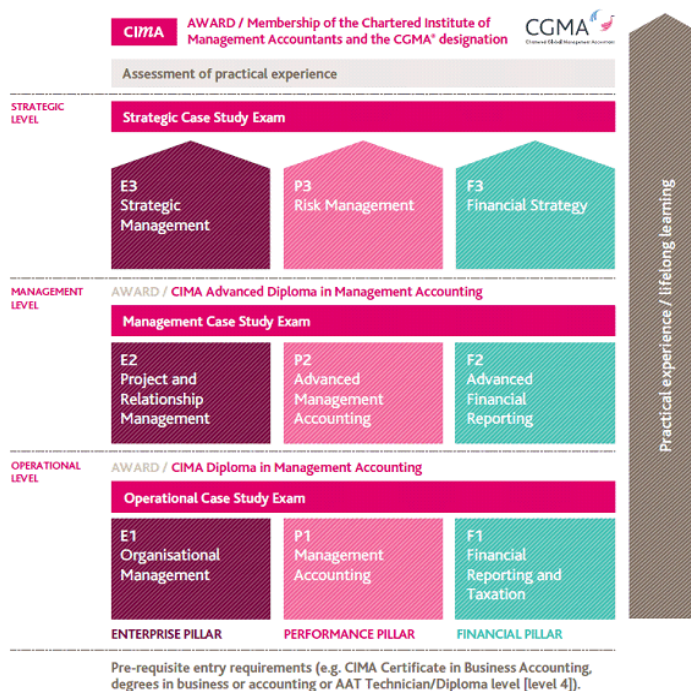 CIMA
AWARD / Membership of the Chartered Institute of
Management Accountants and the CGMA® designation
CGMA
Chartered Global Management Accountant
Assessment of practical experience
STRATEGIC
LEVEL
Strategic Case Study Exam
E3
Strategic
Management
P3
Risk Management
F3
Financial Strategy
MANAGEMENT
LEVEL
AWARD / CIMA Advanced Diploma in Management Accounting
Management Case Study Exam
E2
Project and
Relationship
Management
P2
Advanced
Management
Accounting
F2
Advanced
Financial
Reporting
OPERATIONAL
LEVEL
AWARD / CIMA Diploma in Management Accounting
Operational Case Study Exam
E1
Organisational
Management
P1
Management
Accounting
F1
Financial
Reporting and
Taxation
ENTERPRISE PILLAR
PERFORMANCE PILLAR
FINANCIAL PILLAR
Practical experience / lifelong learning
Pre-requisite entry requirements (e.g. CIMA Certificate in Business Accounting,
degrees in business or accounting or AAT Technician/Diploma level [level 4]).